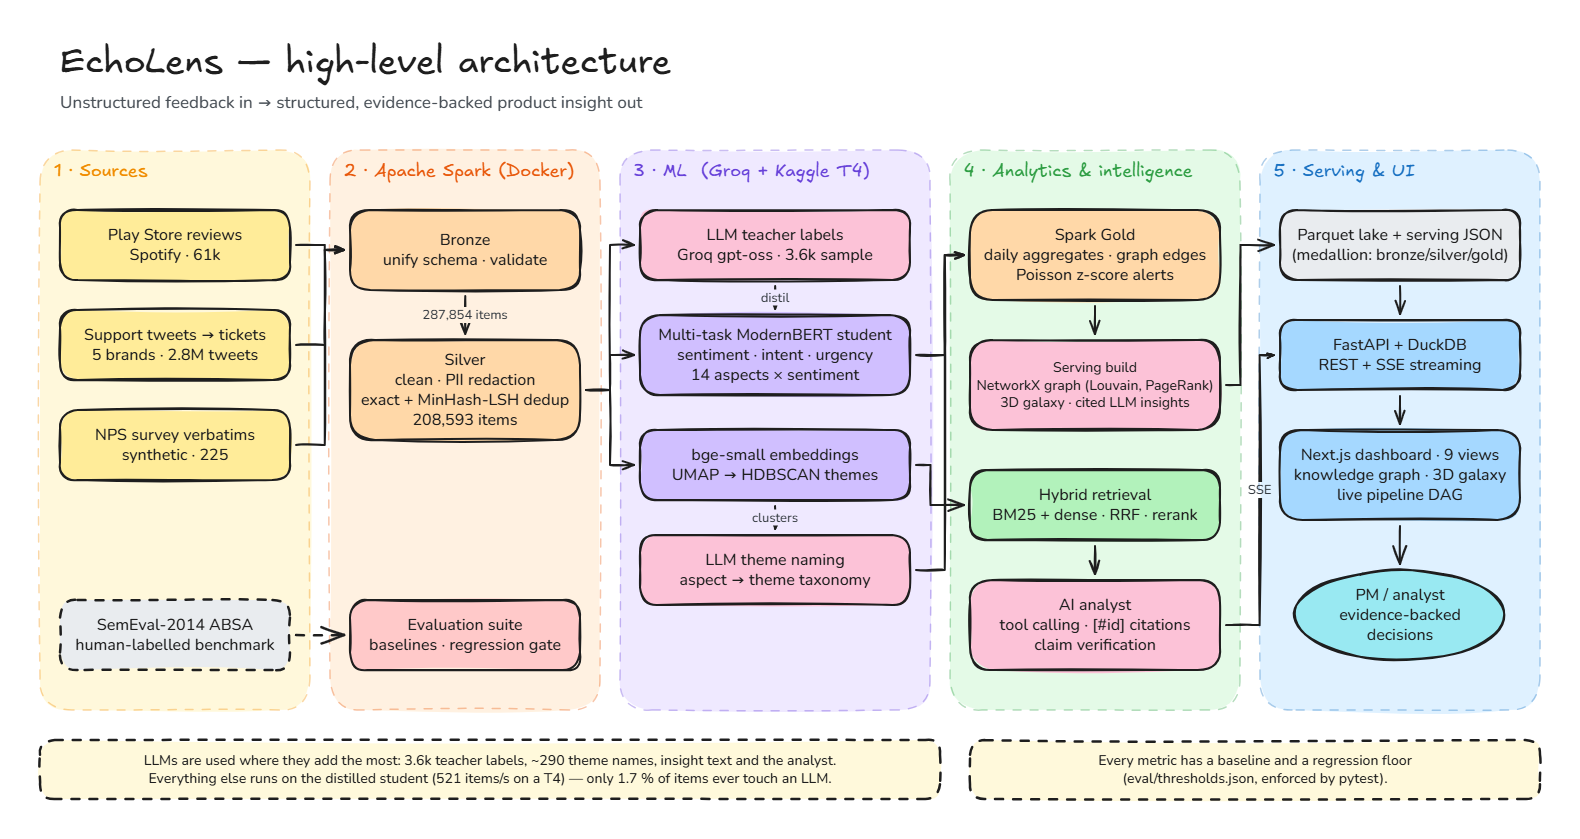 EchoLens — high-level architecture
Unstructured feedback in → structured, evidence-backed product insight out
1 · Sources
Play Store reviews
Spotify · 61k
Support tweets → tickets
5 brands · 2.8M tweets
NPS survey verbatims
synthetic · 225
SemEval-2014 ABSA
human-labelled benchmark
2 · Apache Spark (Docker)
Bronze
unify schema · validate
287,854 items
Silver
clean · PII redaction
exact + MinHash-LSH dedup
208,593 items
Evaluation suite
baselines · regression gate
3 · ML (Groq + Kaggle T4)
LLM teacher labels
Groq gpt-oss · 3.6k sample
distil
Multi-task ModernBERT student
sentiment · intent · urgency
14 aspects × sentiment
bge-small embeddings
UMAP → HDBSCAN themes
clusters
LLM theme naming
aspect → theme taxonomy
4 · Analytics & intelligence
Spark Gold
daily aggregates · graph edges
Poisson z-score alerts
Serving build
NetworkX graph (Louvain, PageRank)
3D galaxy · cited LLM insights
Hybrid retrieval
BM25 + dense · RRF · rerank
AI analyst
tool calling · [#id] citations
claim verification
SSE
5 · Serving & UI
Parquet lake + serving JSON
(medallion: bronze/silver/gold)
FastAPI + DuckDB
REST + SSE streaming
Next.js dashboard · 9 views
knowledge graph · 3D galaxy
live pipeline DAG
PM / analyst
evidence-backed
decisions
LLMs are used where they add the most: 3.6k teacher labels, ~290 theme names, insight text and the analyst.
Everything else runs on the distilled student (521 items/s on a T4) — only 1.7 % of items ever touch an LLM.
Every metric has a baseline and a regression floor
(eval/thresholds.json, enforced by pytest).